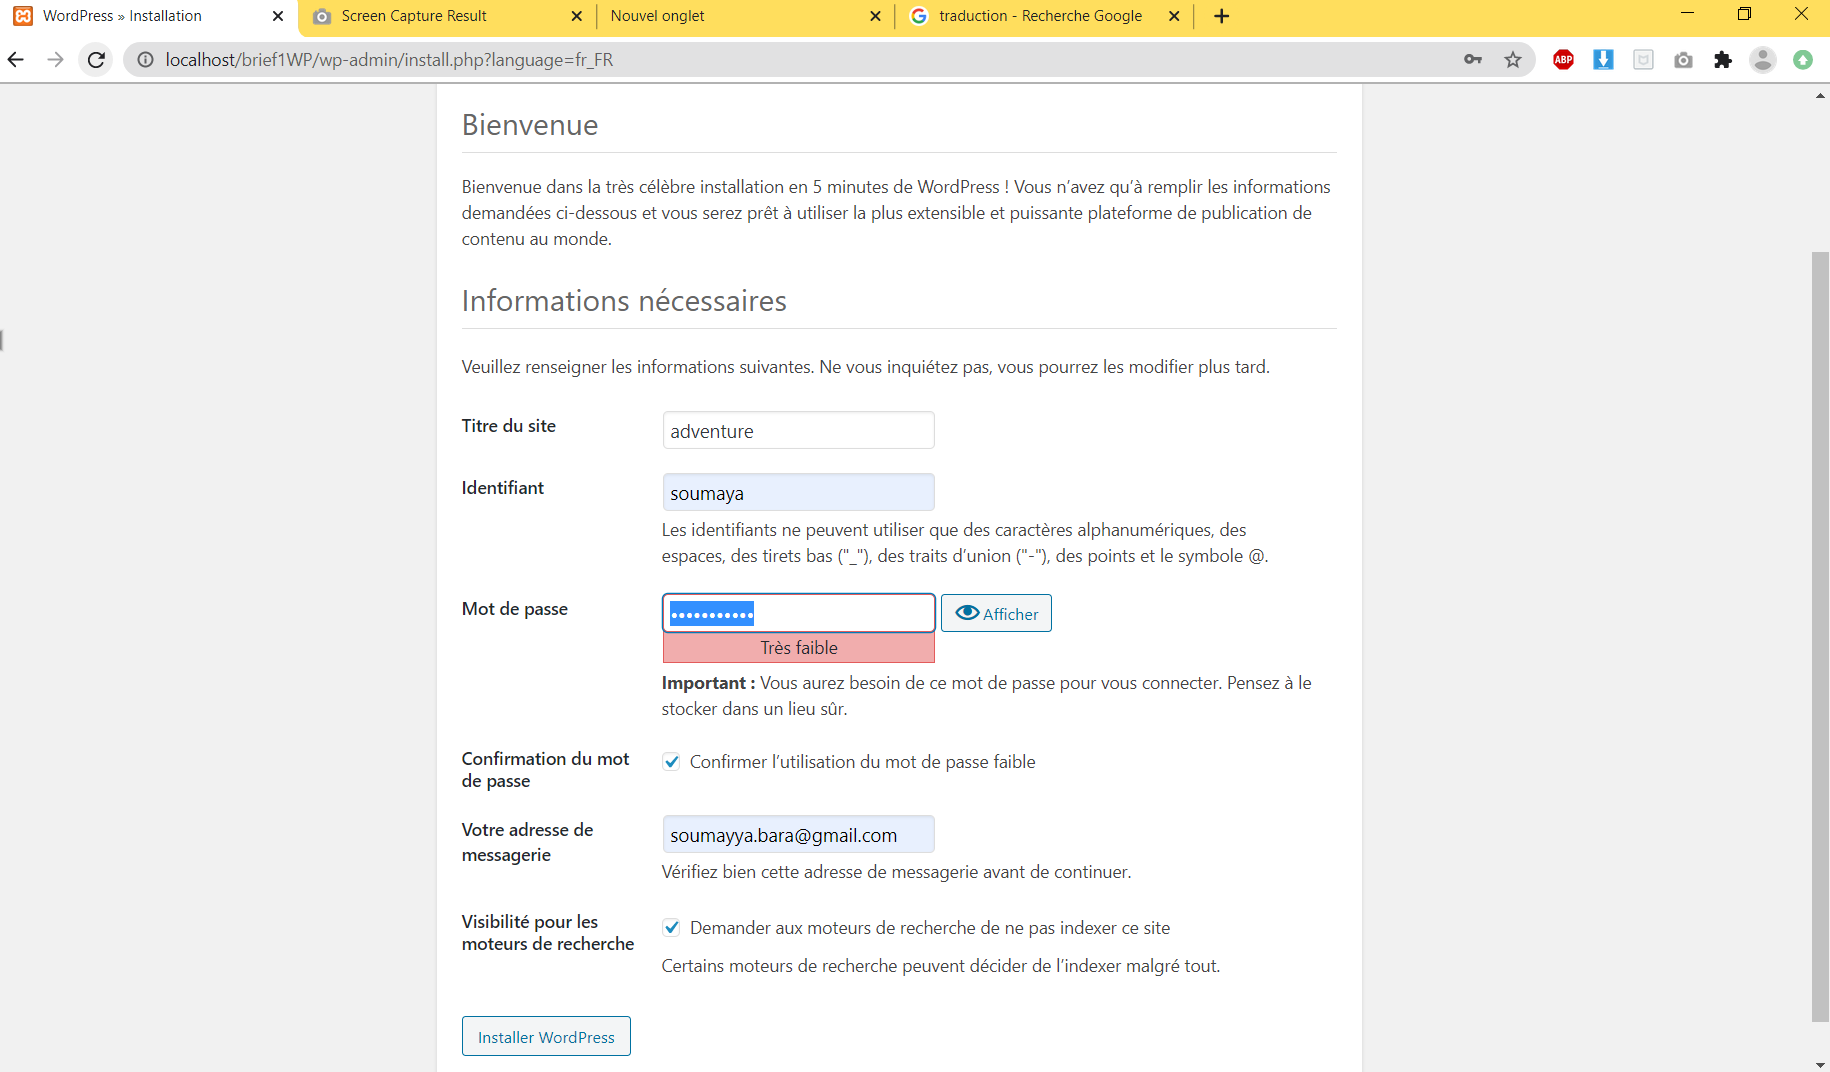 WordPress » Installation
Screen Capture Result
Nouvel onglet
traduction - Recherche Google
localhost/brief1WP/wp-admin/install.php?language=fr_FR
ABP
Bienvenue
Bienvenue dans la très célèbre installation en 5 minutes de WordPress ! Vous n’avez qu’à remplir les informations
demandées ci-dessous et vous serez prêt à utiliser la plus extensible et puissante plateforme de publication de
contenu au monde.
Informations nécessaires
Veuillez renseigner les informations suivantes. Ne vous inquiétez pas, vous pourrez les modifier plus tard.
Titre du site
adventure
Identifiant
soumaya
Les identifiants ne peuvent utiliser que des caractères alphanumériques, des
espaces, des tirets bas ("_"), des traits d’union ("-"), des points et le symbole @.
Mot de passe
•••••••••••
Afficher
Très faible
Important : Vous aurez besoin de ce mot de passe pour vous connecter. Pensez à le
stocker dans un lieu sûr.
Confirmation du mot
de passe
Confirmer l’utilisation du mot de passe faible
Votre adresse de
messagerie
soumayya.bara@gmail.com
Vérifiez bien cette adresse de messagerie avant de continuer.
Visibilité pour les
moteurs de recherche
Demander aux moteurs de recherche de ne pas indexer ce site
Certains moteurs de recherche peuvent décider de l’indexer malgré tout.
Installer WordPress